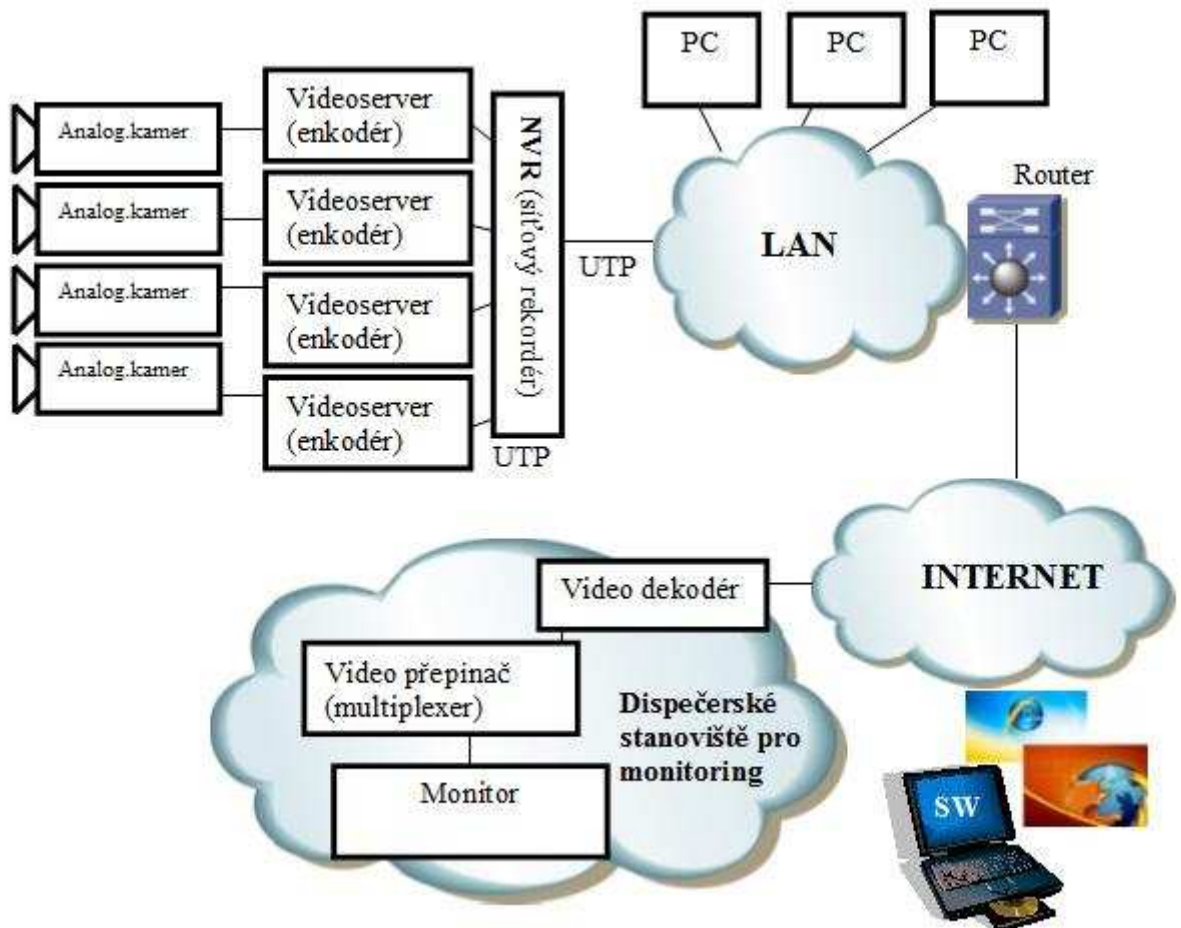 Analog.kamer
Analog.kamer
Analog.kamer
Analog.kamer
Videoserver
(enkodér)
Videoserver
(enkodér)
Videoserver
(enkodér)
Videoserver
(enkodér)
NVR (síťový rekordér)
UTP
UTP
PC
PC
PC
LAN
Router
INTERNET
Video dekodér
Video přepinač
(multiplexer)
Monitor
Dispečerské
stanoviště pro
monitoring
SW